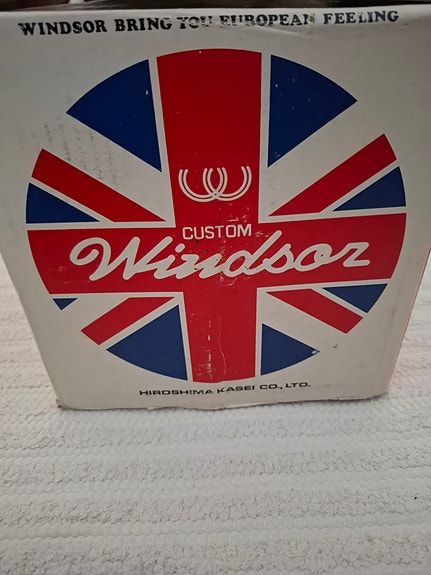 WINDSOR BRING YOU EUROPEAN FEELING
CUSTOM
Windsor
HIROSHIMA KASEI CO., LTD.